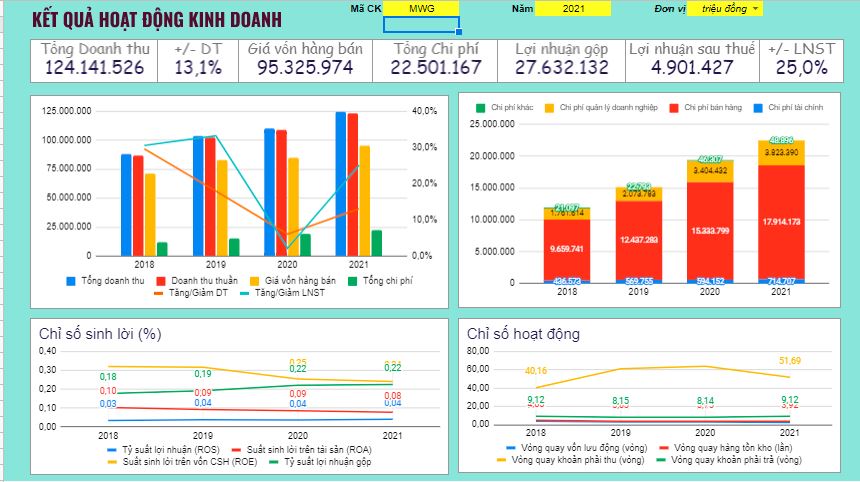 KẾT QUẢ HOẠT ĐỘNG KINH DOANH
Mã CK MWG Năm 2021 Đơn vị triệu đồng
Tổng Doanh thu +/- DT Giá vốn hàng bán Tổng Chi phí Lợi nhuận gộp Lợi nhuận sau thuế +/- LNST
124.141.526 13,1% 95.325.974 22.501.167 27.632.132 4.901.427 25,0%
125.000.000 40,0%
100.000.000 30,0%
75.000.000
50.000.000 20,0%
25.000.000 10,0%
0 0,0%
2018 2019 2020 2021
Tổng doanh thu Doanh thu thuần Giá vốn hàng bán Tổng chi phí
Tăng/Giảm DT Tăng/Giảm LNST
Chi phí khác Chi phí quản lý doanh nghiệp Chi phí bán hàng Chi phí tài chính
25.000.000
20.000.000
15.000.000
10.000.000
5.000.000
0
3.823.390
3.404.432
2.073.783
1.761.614
9.659.741 12.437.283 15.333.799 17.914.173
436.573 569.755 594.152 714.707
2018 2019 2020 2021
Chỉ số sinh lời (%)
0,40
0,30
0,20
0,10
0,00
0,25
0,18 0,19 0,22 0,22
0,10 0,09 0,09 0,08
0,03 0,04 0,04 0,04
2018 2019 2020 2021
Tỷ suất lợi nhuận (ROS) Suất sinh lời trên tài sản (ROA)
Suất sinh lời trên vốn CSH (ROE) Tỷ suất lợi nhuận gộp
Chỉ số hoạt động
80,00
60,00
40,00
20,00
0,00
40,16 51,69
9,12 8,15 8,14 9,12
2018 2019 2020 2021
Vòng quay vốn lưu động (vòng) Vòng quay hàng tồn kho (lần)
Vòng quay khoản phải thu (vòng) Vòng quay khoản phải trả (vòng)